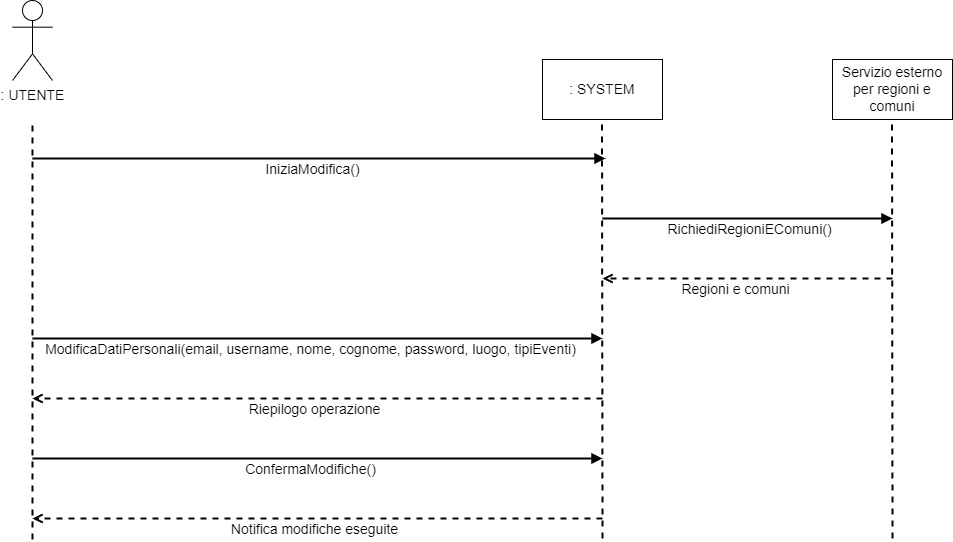 : UTENTE
: SYSTEM
Servizio esterno
per regioni e
comuni
IniziaModifica()
RichiediRegioniEComuni()
Regioni e comuni
ModificaDatiPersonali(email, username, nome, cognome, password, luogo, tipiEventi)
Riepilogo operazione
ConfermaModifiche()
Notifica modifiche eseguite